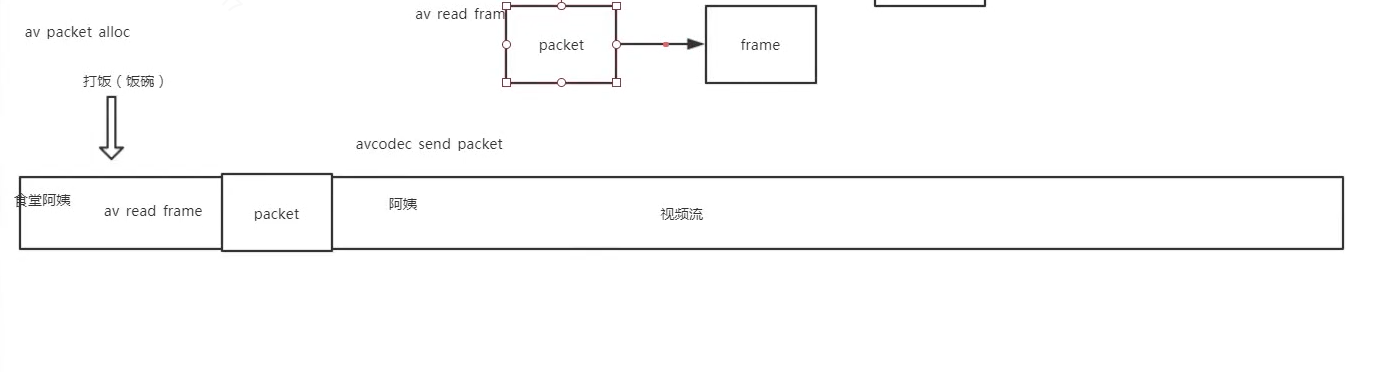 av read fram
av packet alloc
packet
frame
打饭（饭碗）
avcodec send packet
食堂阿姨
av read frame
packet
阿姨
视频流